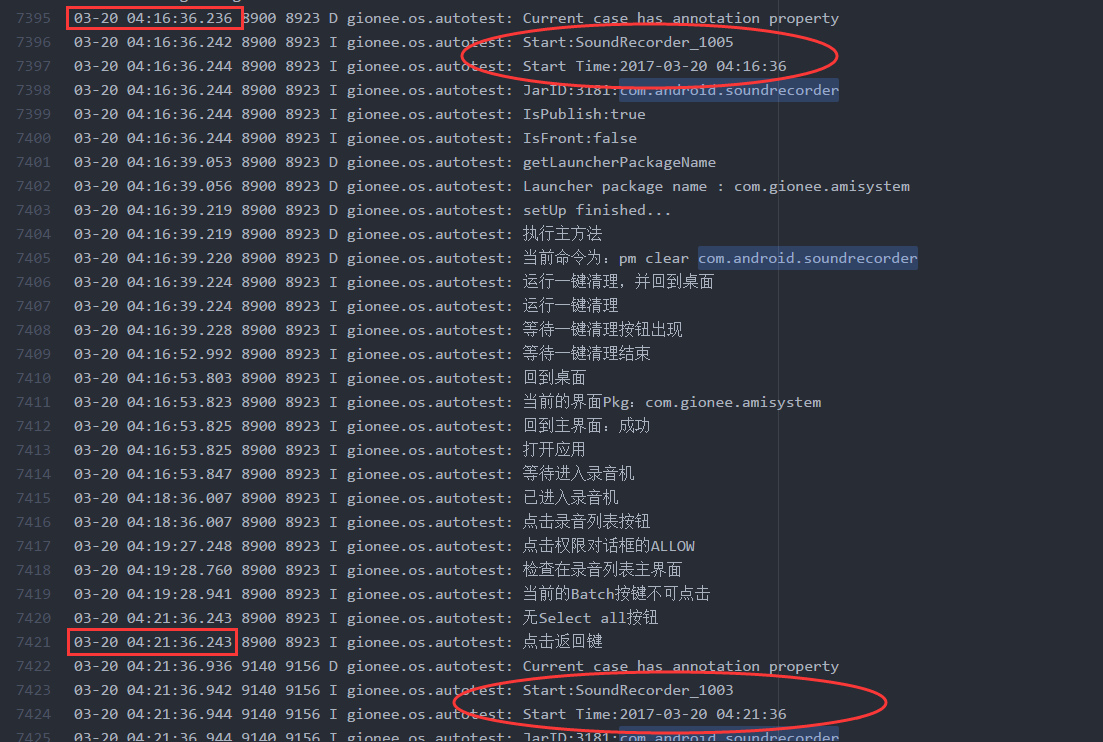 7395 03-20 04:16:36.236 8900 7923 D gionee.os.autotest: Current case has annotation property
7396 03-20 04:16:36.242 8900 8923 I gionee.os.autotest: Start:SoundRecorder_1005
7397 03-20 04:16:36.244 8900 8923 I gionee.os.autotest: Start Time:2017-03-20 04:16:36
7398 03-20 04:16:36.244 8900 8923 I gionee.os.autotest: JarID:3181:com.android.soundrecorder
7399 03-20 04:16:36.244 8900 8923 I gionee.os.autotest: IsPublish:true
7400 03-20 04:16:36.244 8900 8923 I gionee.os.autotest: IsFront:false
7401 03-20 04:16:39.053 8900 8923 D gionee.os.autotest: getLauncherPackageName
7402 03-20 04:16:39.056 8900 8923 D gionee.os.autotest: Launcher package name : com.gionee.amisystem
7403 03-20 04:16:39.219 8900 8923 D gionee.os.autotest: setUp finished...
7404 03-20 04:16:39.219 8900 8923 D gionee.os.autotest: 执行主方法
7405 03-20 04:16:39.220 8900 8923 D gionee.os.autotest: 当前命令为：pm clear com.android.soundrecorder
7406 03-20 04:16:39.224 8900 8923 I gionee.os.autotest: 运行一键清理，并回到桌面
7407 03-20 04:16:39.224 8900 8923 I gionee.os.autotest: 运行一键清理
7408 03-20 04:16:39.228 8900 8923 I gionee.os.autotest: 等待一键清理按钮出现
7409 03-20 04:16:52.992 8900 8923 I gionee.os.autotest: 等待一键清理结束
7410 03-20 04:16:53.803 8900 8923 I gionee.os.autotest: 回到桌面
7411 03-20 04:16:53.823 8900 8923 I gionee.os.autotest: 当前的界面Pkg：com.gionee.amisystem
7412 03-20 04:16:53.825 8900 8923 I gionee.os.autotest: 回到主界面：成功
7413 03-20 04:16:53.825 8900 8923 I gionee.os.autotest: 打开应用
7414 03-20 04:16:53.847 8900 8923 I gionee.os.autotest: 等待进入录音机
7415 03-20 04:18:36.007 8900 8923 I gionee.os.autotest: 已进入录音机
7416 03-20 04:18:36.007 8900 8923 I gionee.os.autotest: 点击录音列表按钮
7417 03-20 04:19:27.248 8900 8923 I gionee.os.autotest: 点击权限对话框的ALLOW
7418 03-20 04:19:28.760 8900 8923 I gionee.os.autotest: 检查在录音列表主界面
7419 03-20 04:19:28.941 8900 8923 I gionee.os.autotest: 当前的Batch按键不可点击
7420 03-20 04:21:36.243 8900 8923 I gionee.os.autotest: 无Select all按钮
7421 03-20 04:21:36.243 8900 8923 I gionee.os.autotest: 点击返回键
7422 03-20 04:21:36.936 9140 9156 D gionee.os.autotest: Current case has annotation property
7423 03-20 04:21:36.942 9140 9156 I gionee.os.autotest: Start:SoundRecorder_1003
7424 03-20 04:21:36.944 9140 9156 I gionee.os.autotest: Start Time:2017-03-20 04:21:36
7425 03-20 04:21:36.944 9140 9156 I gionee.os.autotest: JarID:3181:com.android.soundrecorder